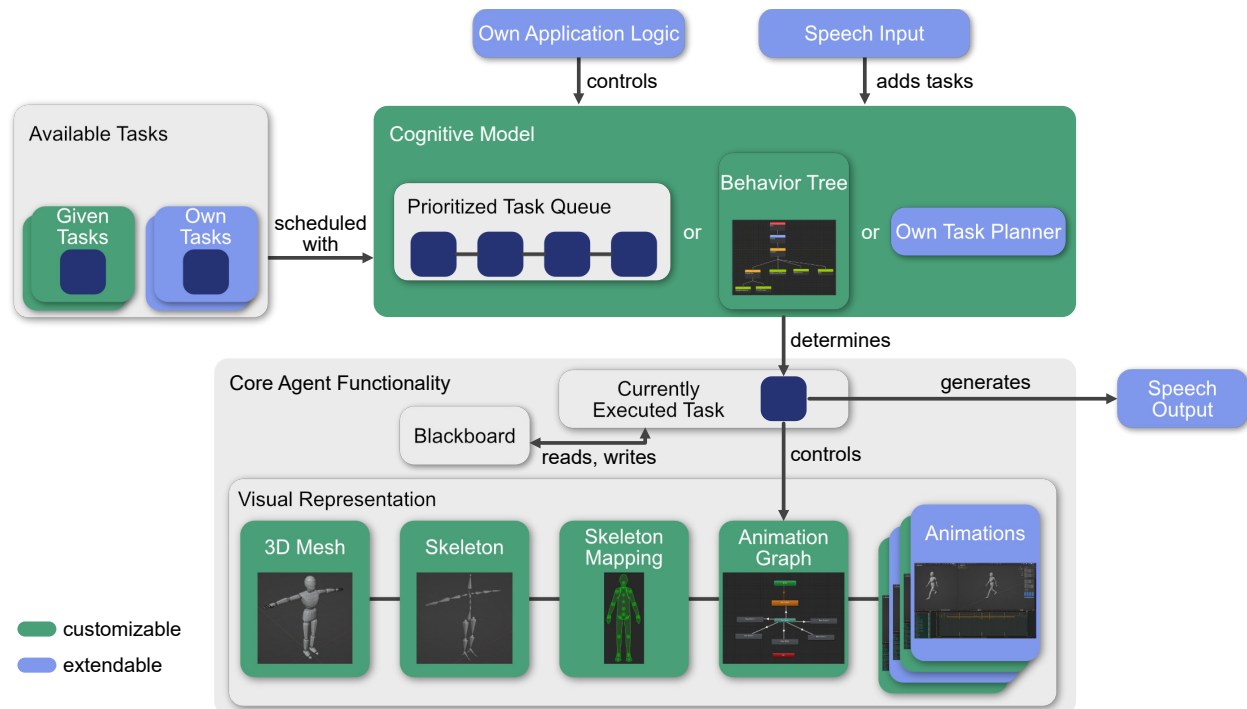 Own Application Logic
Speech Input
controls
adds tasks
Available Tasks
Given
Tasks
Own
Tasks
scheduled
with
Cognitive Model
Prioritized Task Queue
or
Behavior Tree
or
Own Task Planner
determines
Core Agent Functionality
Currently
Executed Task
generates
Speech
Output
Blackboard
reads, writes
controls
Visual Representation
3D Mesh
Skeleton
Skeleton
Mapping
Animation
Graph
Animations
customizable
extendable